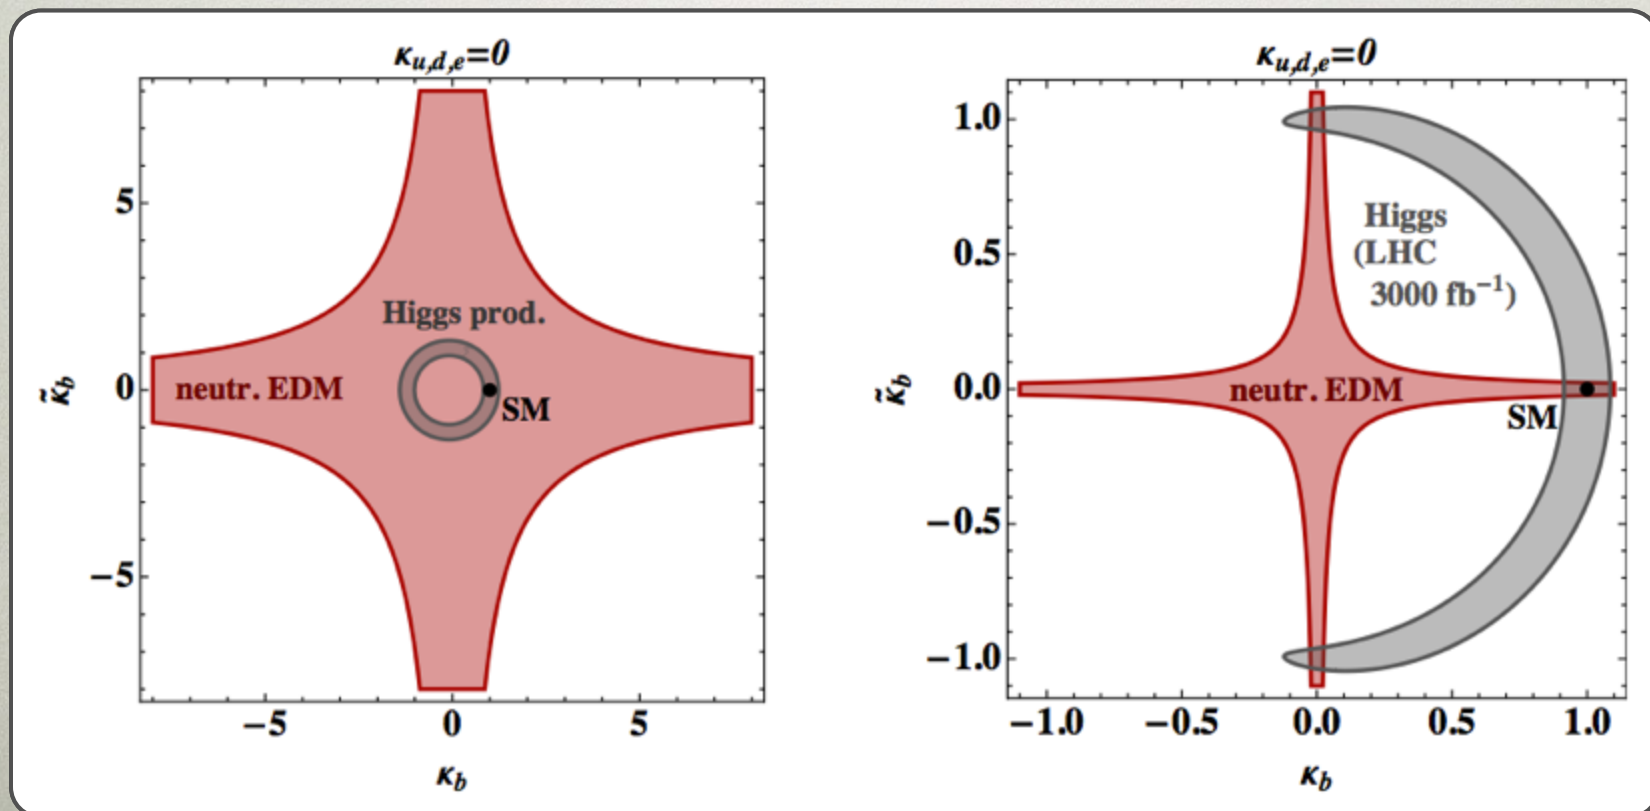 κu,d,e=0
5
0
−5
κ̃b
Higgs prod.
neutr. EDM
SM
−5
0
5
κb
κu,d,e=0
1.0
0.5
0.0
−0.5
−1.0
κ̃b
Higgs
(LHC
3000 fb−1)
neutr. EDM
SM
−1.0
−0.5
0.0
0.5
1.0
κb